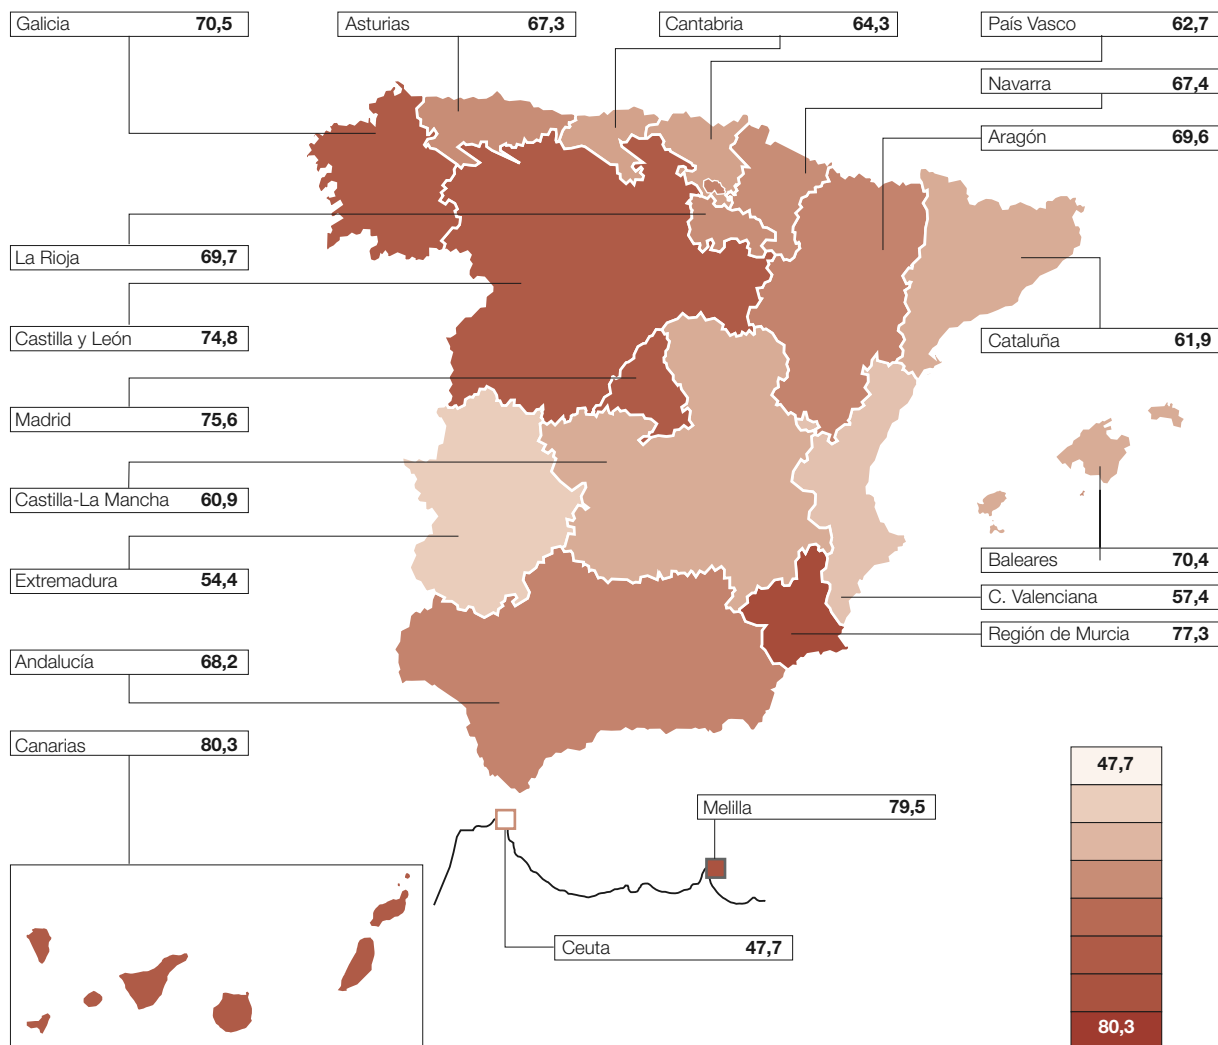 Galicia 70,5
Asturias 67,3
Cantabria 64,3
País Vasco 62,7
Navarra 67,4
Aragón 69,6
La Rioja 69,7
Castilla y León 74,8
Cataluña 61,9
Madrid 75,6
Castilla-La Mancha 60,9
Extremadura 54,4
Baleares 70,4
C. Valenciana 57,4
Región de Murcia 77,3
Andalucía 68,2
Canarias 80,3
Melilla 79,5
Ceuta 47,7
47,7
80,3